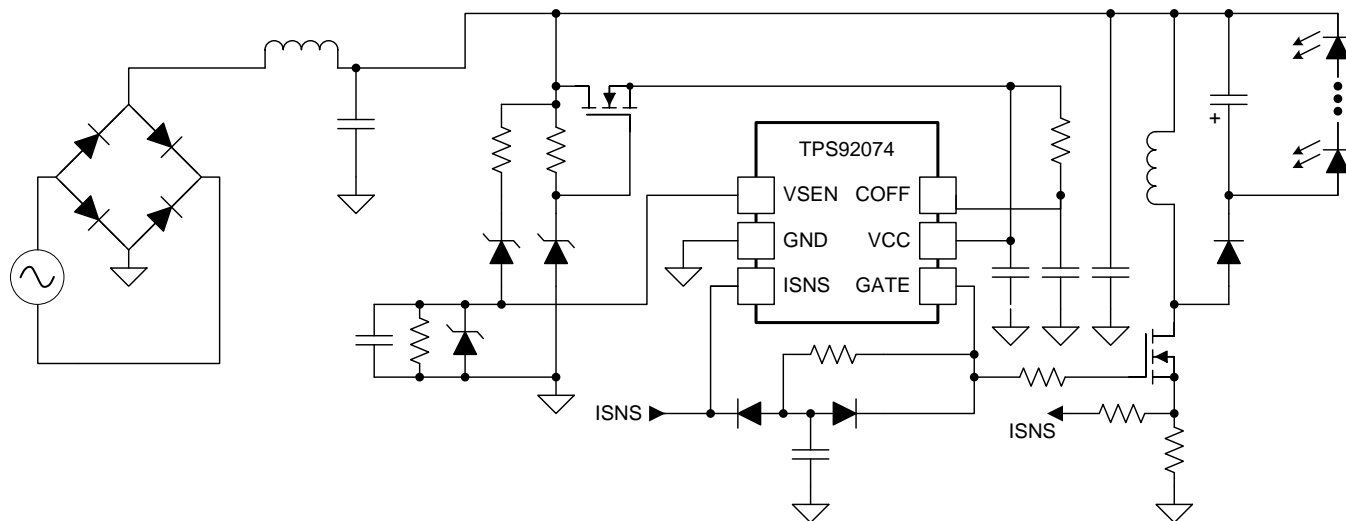 TPS92074
VSEN COFF
GND VCC
ISNS GATE
ISNS
ISNS
+